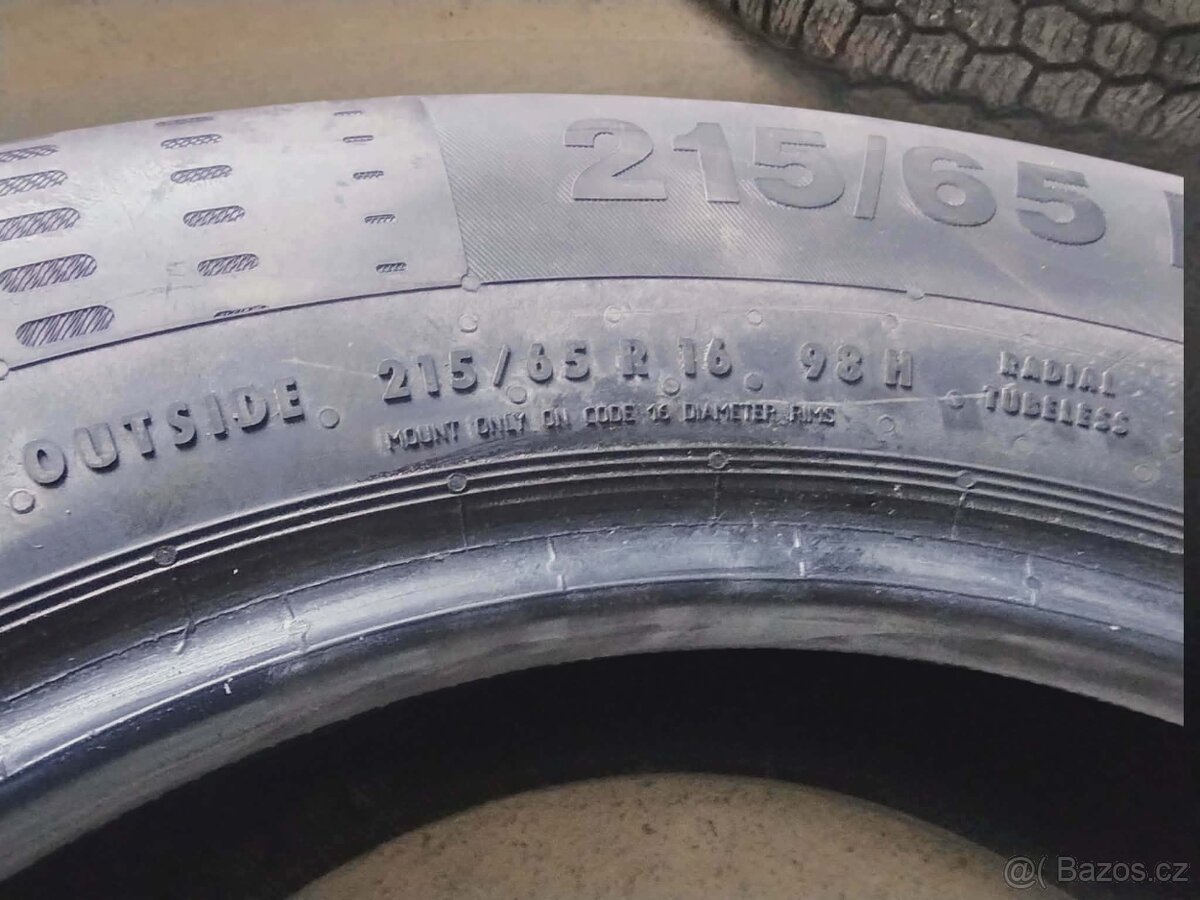 215/65
OUTSIDE 215/65 R 16 98 H RADIAL
TUBELESS
MOUNT ONLY ON CODE 16 DIAMETER RIMS
@( Bazos.cz